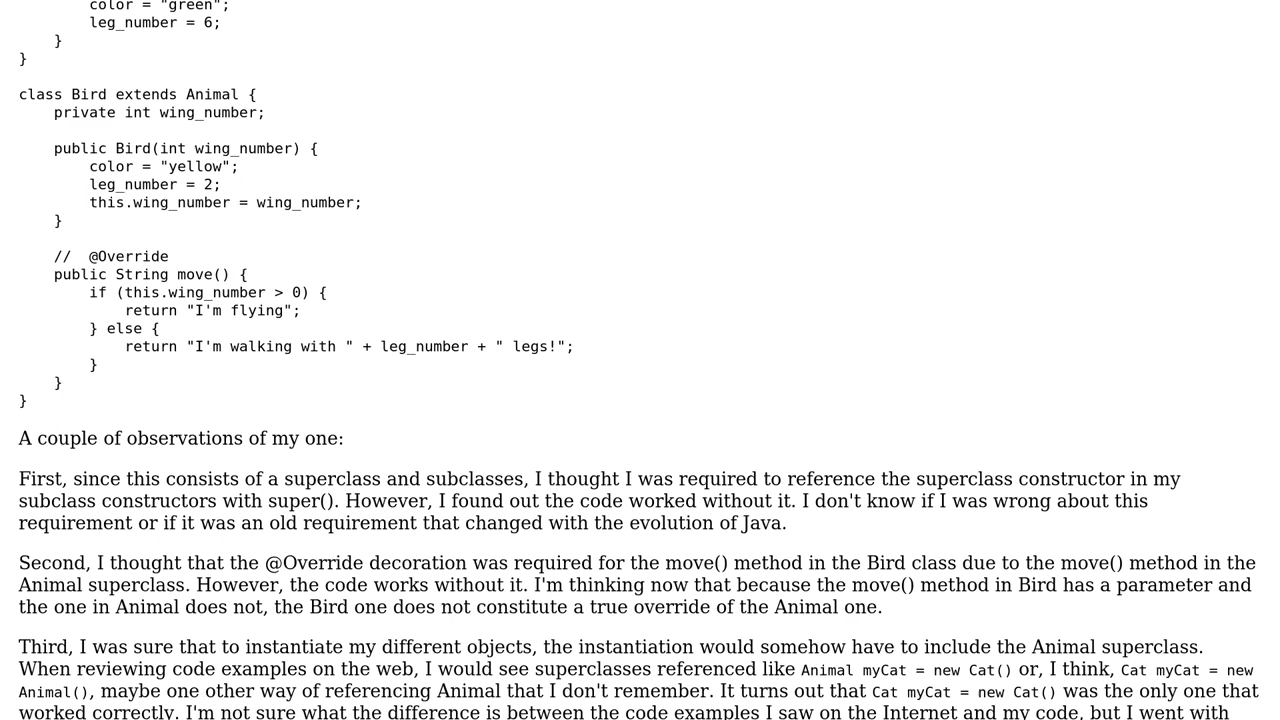 color = "green";
        leg_number = 6;
    }
}

class Bird extends Animal {
    private int wing_number;

    public Bird(int wing_number) {
        color = "yellow";
        leg_number = 2;
        this.wing_number = wing_number;
    }

    //  @Override
    public String move() {
        if (this.wing_number > 0) {
            return "I'm flying";
        } else {
            return "I'm walking with " + leg_number + " legs!";
        }
    }
}
A couple of observations of my one:
First, since this consists of a superclass and subclasses, I thought I was required to reference the superclass constructor in my
subclass constructors with super(). However, I found out the code worked without it. I don't know if I was wrong about this
requirement or if it was an old requirement that changed with the evolution of Java.
Second, I thought that the @Override decoration was required for the move() method in the Bird class due to the move() method in the
Animal superclass. However, the code works without it. I'm thinking now that because the move() method in Bird has a parameter and
the one in Animal does not, the Bird one does not constitute a true override of the Animal one.
Third, I was sure that to instantiate my different objects, the instantiation would somehow have to include the Animal superclass.
When reviewing code examples on the web, I would see superclasses referenced like Animal myCat = new Cat() or, I think, Cat myCat = new
Animal(), maybe one other way of referencing Animal that I don't remember. It turns out that Cat myCat = new Cat() was the only one that
worked correctly. I'm not sure what the difference is between the code examples I saw on the Internet and my code, but I went with